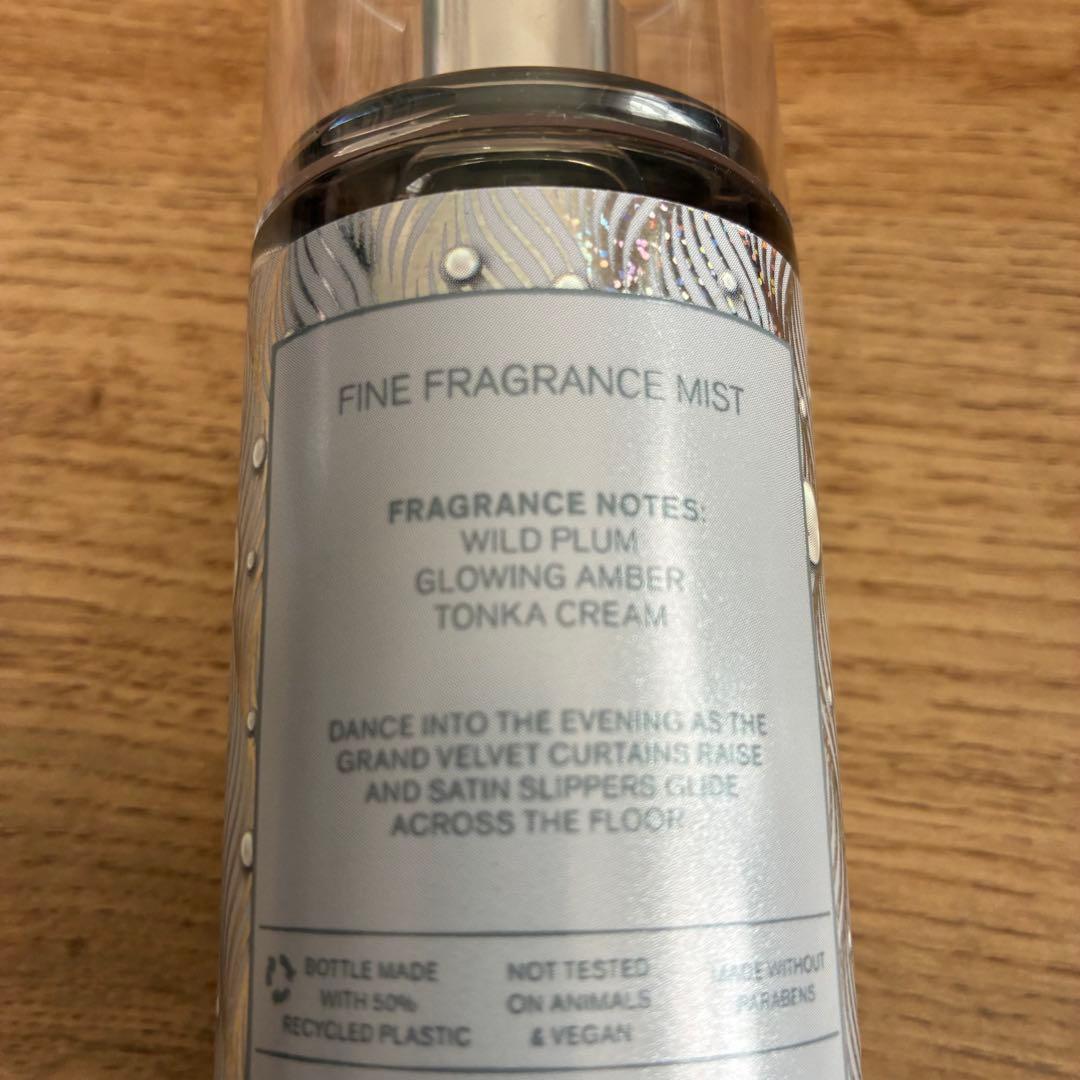 FINE FRAGRANCE MIST
FRAGRANCE NOTES:
WILD PLUM
GLOWING AMBER
TONKA CREAM
DANCE INTO THE EVENING AS THE
GRAND VELVET CURTAINS RAISE
AND SATIN SLIPPERS GLIDE
ACROSS THE FLOOR
BOTTLE MADE
WITH 50%
RECYCLED PLASTIC
NOT TESTED
ON ANIMALS
& VEGAN
MADE WITHOUT
PARABENS